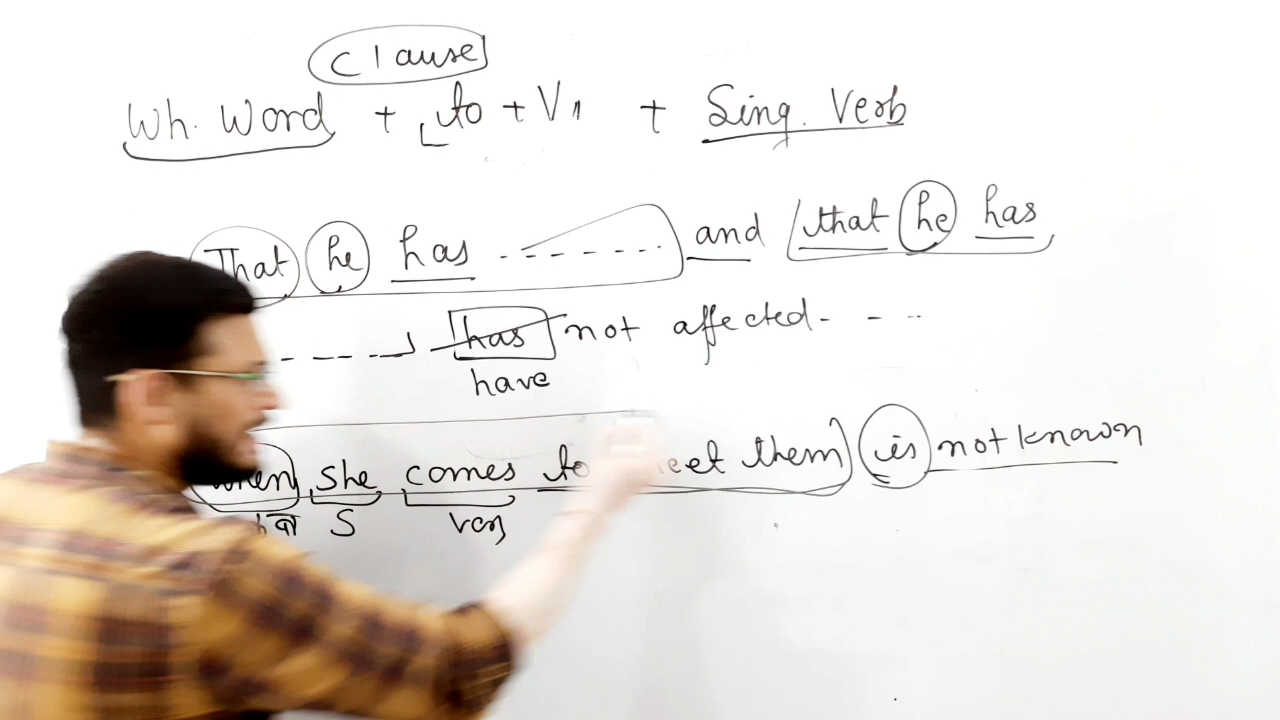 Clause
Wh. Word + to + V1 + Sing. Verb
That he has ------ and that he has
---- has not affected - - --
have
When she comes to meet them is not known
S Verb